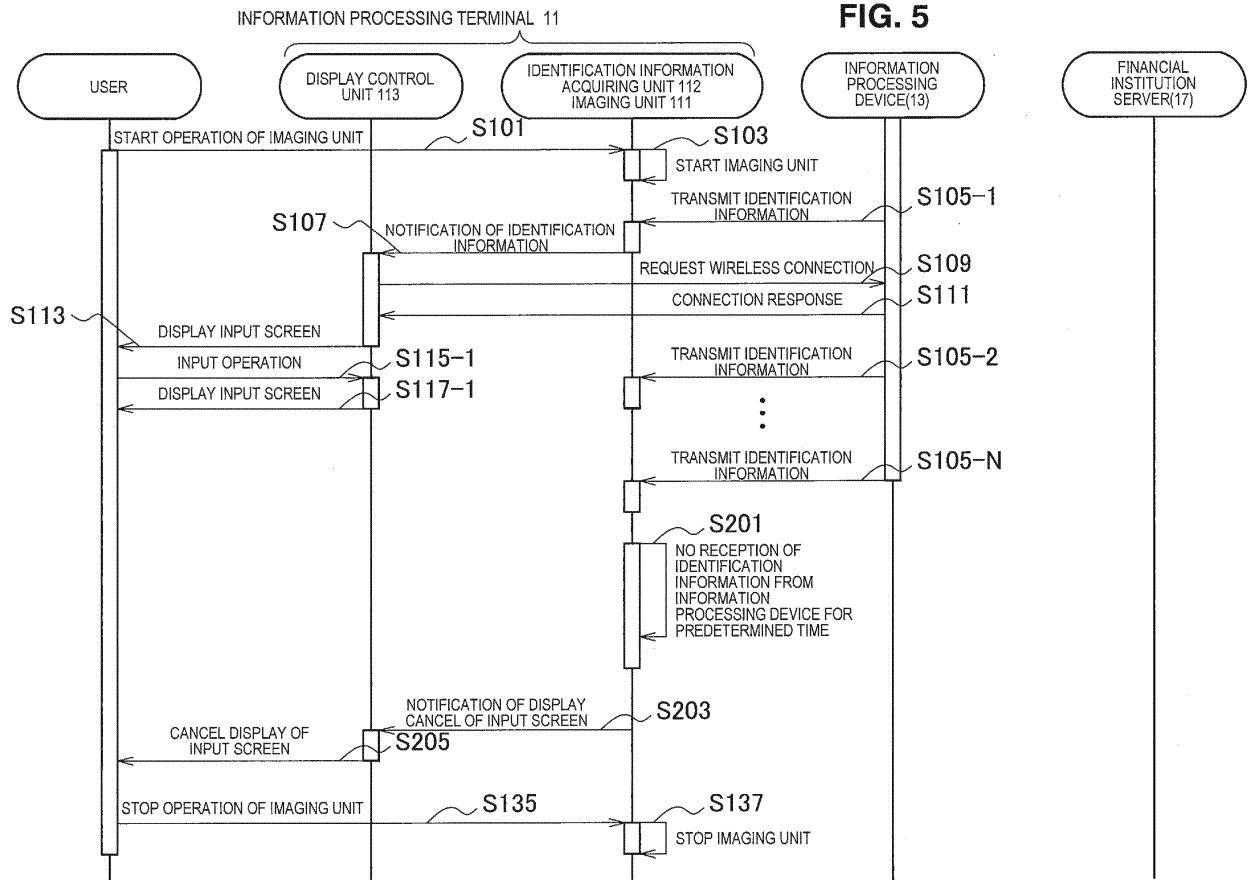 INFORMATION PROCESSING TERMINAL 11
FIG. 5
USER
DISPLAY CONTROL
UNIT 113
IDENTIFICATION INFORMATION
ACQUIRING UNIT 112
IMAGING UNIT 111
INFORMATION
PROCESSING
DEVICE(13)
FINANCIAL
INSTITUTION
SERVER(17)
START OPERATION OF IMAGING UNIT
S101
S103
START IMAGING UNIT
TRANSMIT IDENTIFICATION
INFORMATION
S105-1
S107
NOTIFICATION OF IDENTIFICATION
INFORMATION
REQUEST WIRELESS CONNECTION
S109
CONNECTION RESPONSE
S111
S113
DISPLAY INPUT SCREEN
INPUT OPERATION
S115-1
TRANSMIT IDENTIFICATION
INFORMATION
S105-2
DISPLAY INPUT SCREEN
S117-1
TRANSMIT IDENTIFICATION
INFORMATION
S105-N
S201
NO RECEPTION OF
IDENTIFICATION
INFORMATION FROM
INFORMATION
PROCESSING DEVICE FOR
PREDETERMINED TIME
NOTIFICATION OF DISPLAY
CANCEL OF INPUT SCREEN
S203
CANCEL DISPLAY OF
INPUT SCREEN
S205
STOP OPERATION OF IMAGING UNIT
S135
S137
STOP IMAGING UNIT